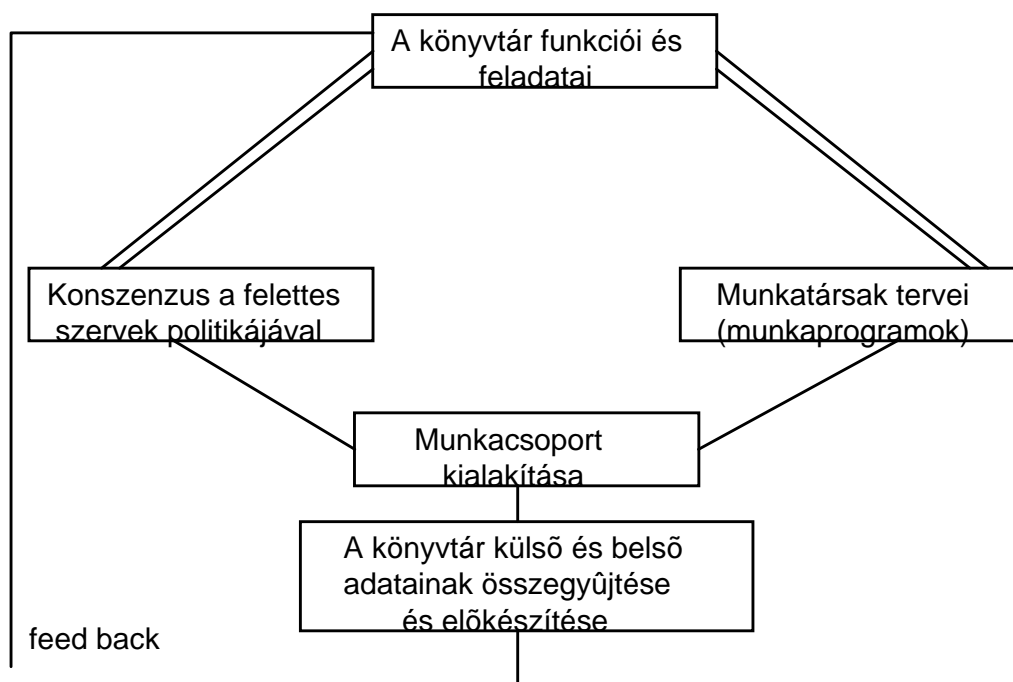 A könyvtár funkciói és
feladatai
Konszenzus a felettes
szervek politikájával
Munkatársak tervei
(munkaprogramok)
Munkacsoport
kialakítása
A könyvtár külsõ és belsõ
adatainak összegyûjtése
és elõkészítése
feed back